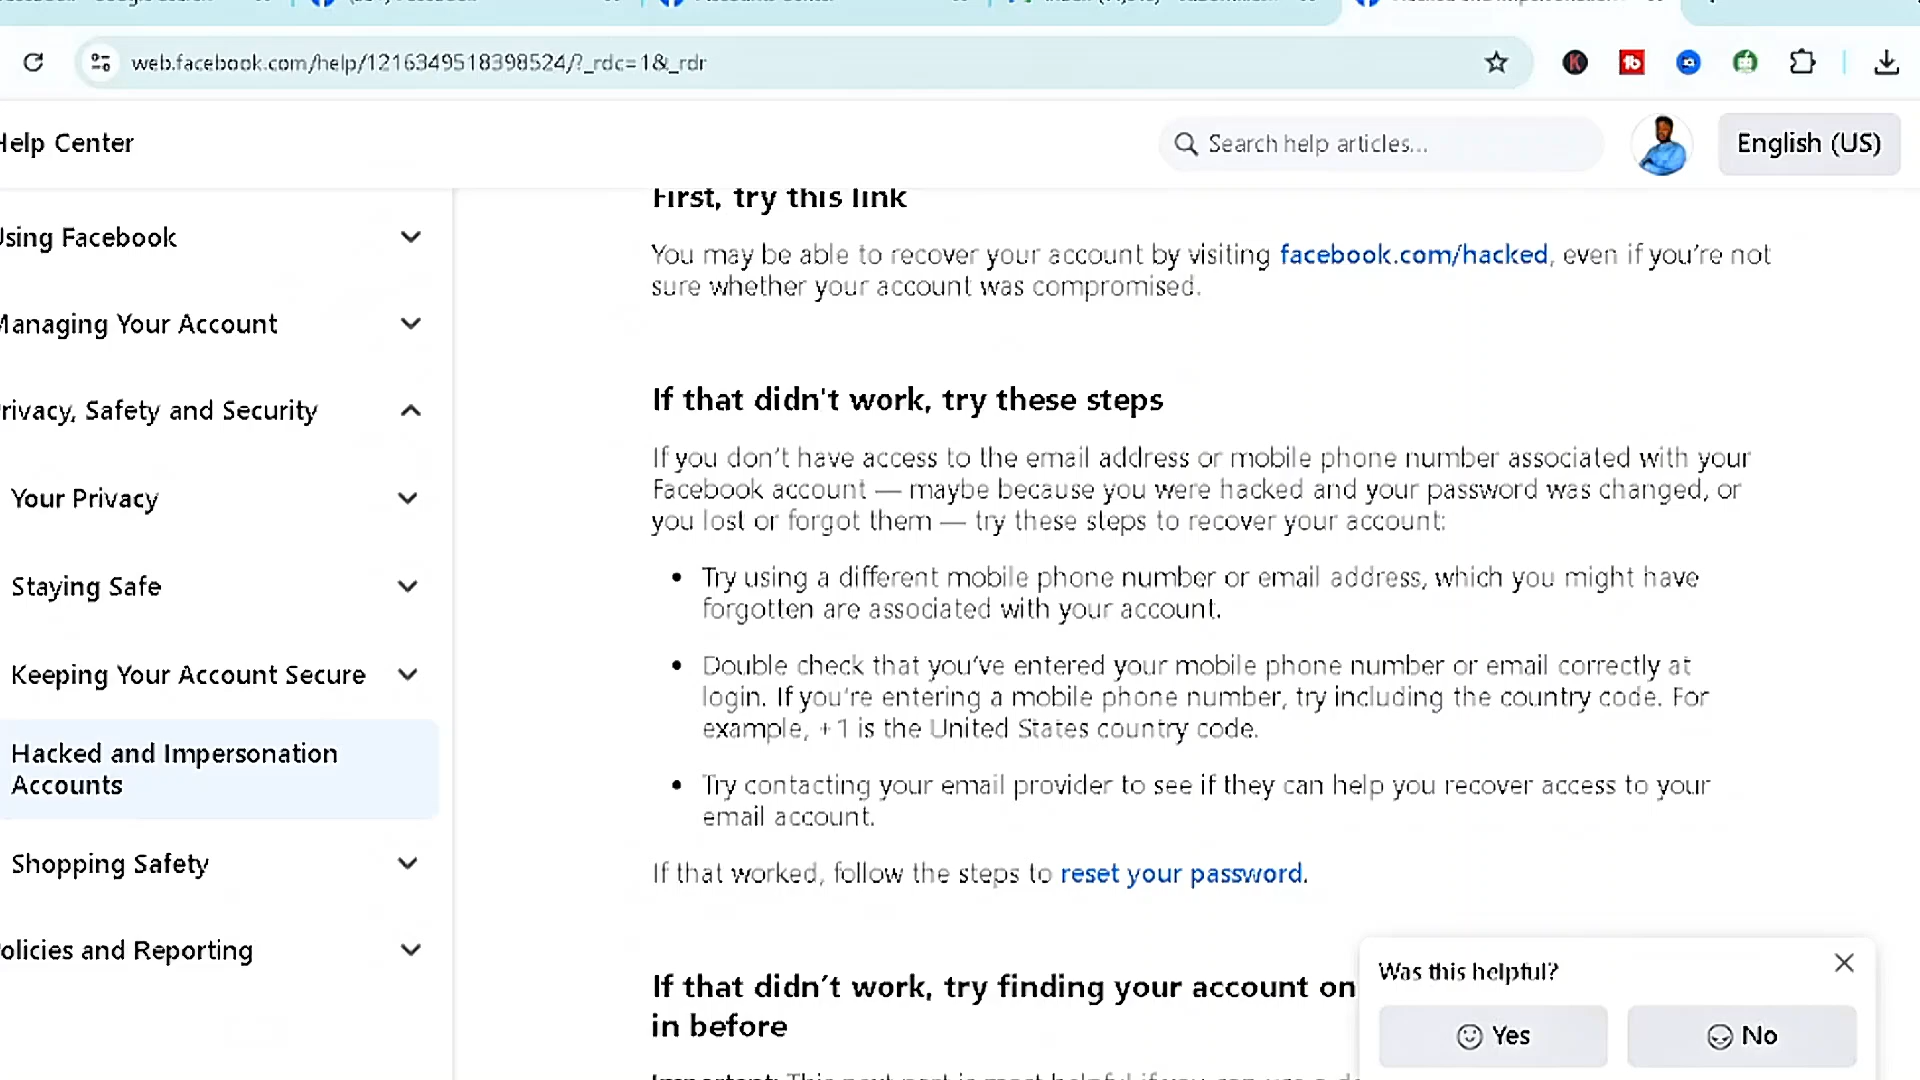 web.facebook.com/help/1216349518398524/?_rdc=1&_rdr
Help Center
Search help articles...
English (US)
Using Facebook
Managing Your Account
Privacy, Safety and Security
Your Privacy
Staying Safe
Keeping Your Account Secure
Hacked and Impersonation
Accounts
Shopping Safety
Policies and Reporting
First, try this link
You may be able to recover your account by visiting facebook.com/hacked, even if you’re not
sure whether your account was compromised.
If that didn't work, try these steps
If you don’t have access to the email address or mobile phone number associated with your
Facebook account — maybe because you were hacked and your password was changed, or
you lost or forgot them — try these steps to recover your account:
• Try using a different mobile phone number or email address, which you might have
forgotten are associated with your account.
• Double check that you’ve entered your mobile phone number or email correctly at
login. If you’re entering a mobile phone number, try including the country code. For
example, +1 is the United States country code.
• Try contacting your email provider to see if they can help you recover access to your
email account.
If that worked, follow the steps to reset your password.
If that didn’t work, try finding your account on
in before
Was this helpful?
Yes
No